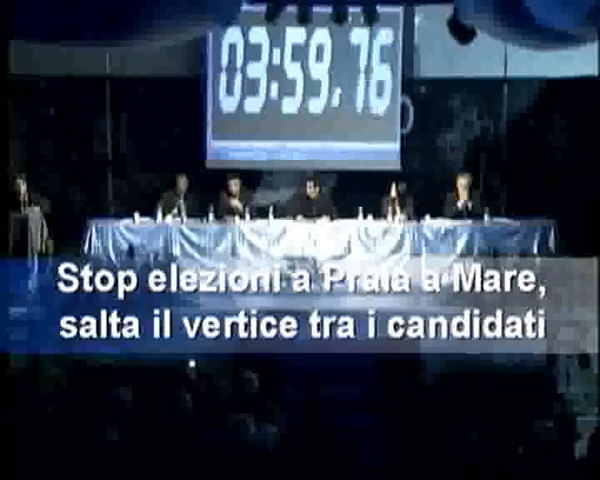 03:59.76
Stop elezioni a Praia a Mare,
salta il vertice tra i candidati